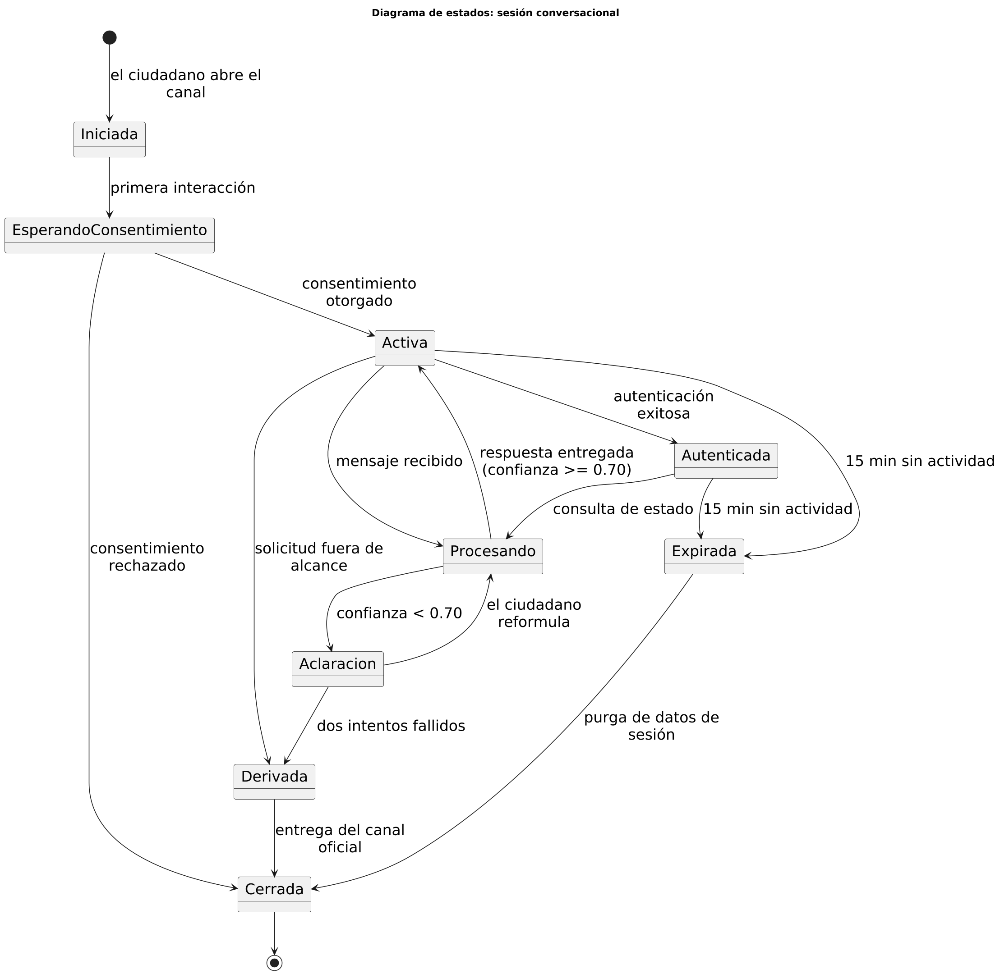 Diagrama de estados: sesión conversacional
el ciudadano abre el
canal
Iniciada
primera interacción
EsperandoConsentimiento
consentimiento
otorgado
Activa
autenticación
exitosa
mensaje recibido
respuesta entregada
(confianza >= 0.70)
Autenticada
15 min sin actividad
consulta de estado
15 min sin actividad
consentimiento
rechazado
solicitud fuera de
alcance
Procesando
Expirada
confianza < 0.70
el ciudadano
reformula
Aclaracion
dos intentos fallidos
purga de datos de
sesión
Derivada
entrega del canal
oficial
Cerrada